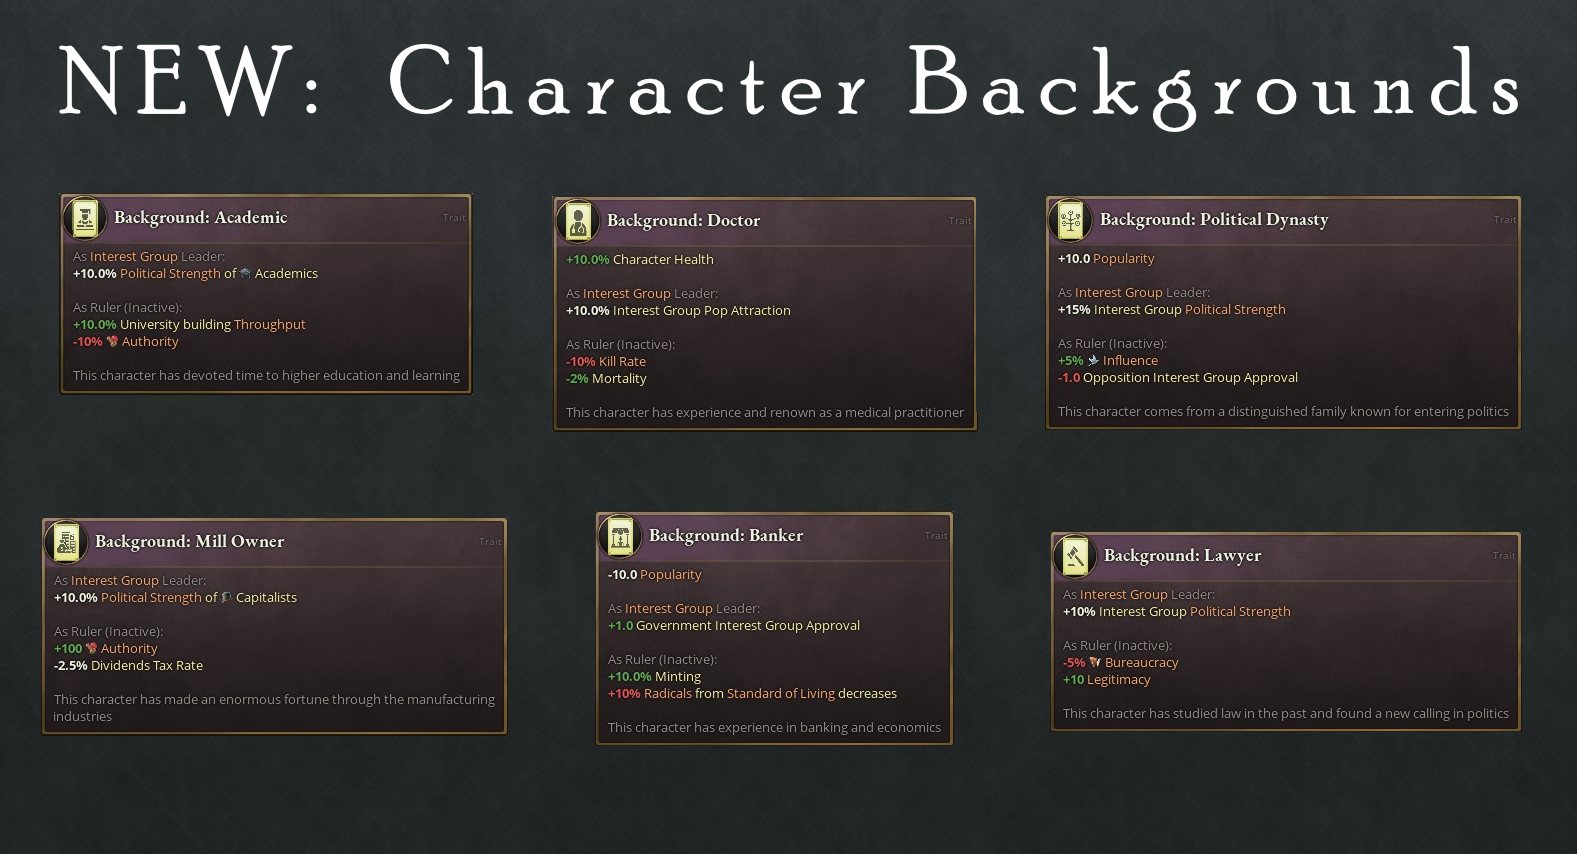 NEW: Character Backgrounds
Background: Academic
Trait
As Interest Group Leader:
+10.0% Political Strength of Academics
As Ruler (Inactive):
+10.0% University building Throughput
-10% Authority
This character has devoted time to higher education and learning
Background: Doctor
Trait
+10.0% Character Health
As Interest Group Leader:
+10.0% Interest Group Pop Attraction
As Ruler (Inactive):
-10% Kill Rate
-2% Mortality
This character has experience and renown as a medical practitioner
Background: Political Dynasty
Trait
+10.0 Popularity
As Interest Group Leader:
+15% Interest Group Political Strength
As Ruler (Inactive):
+5% Influence
-1.0 Opposition Interest Group Approval
This character comes from a distinguished family known for entering politics
Background: Mill Owner
Trait
As Interest Group Leader:
+10.0% Political Strength of Capitalists
As Ruler (Inactive):
+100 Authority
-2.5% Dividends Tax Rate
This character has made an enormous fortune through the manufacturing
industries
Background: Banker
Trait
-10.0 Popularity
As Interest Group Leader:
+1.0 Government Interest Group Approval
As Ruler (Inactive):
+10.0% Minting
+10% Radicals from Standard of Living decreases
This character has experience in banking and economics
Background: Lawyer
Trait
As Interest Group Leader:
+10% Interest Group Political Strength
As Ruler (Inactive):
-5% Bureaucracy
+10 Legitimacy
This character has studied law in the past and found a new calling in politics